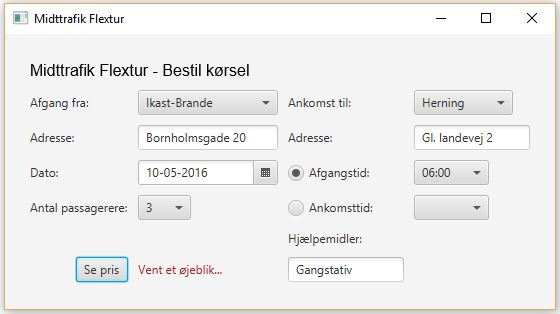 Midttrafik Flextur
Midttrafik Flextur - Bestil kørsel
Afgang fra: Ikast-Brande Ankomst til: Herning
Adresse: Bornholmsgade 20 Adresse: Gl. landevej 2
Dato: 10-05-2016 Afgangstid: 06:00
Antal passagerere: 3 Ankomsttid:
Hjælpemidler:
Se pris Vent et øjeblik... Gangstativ